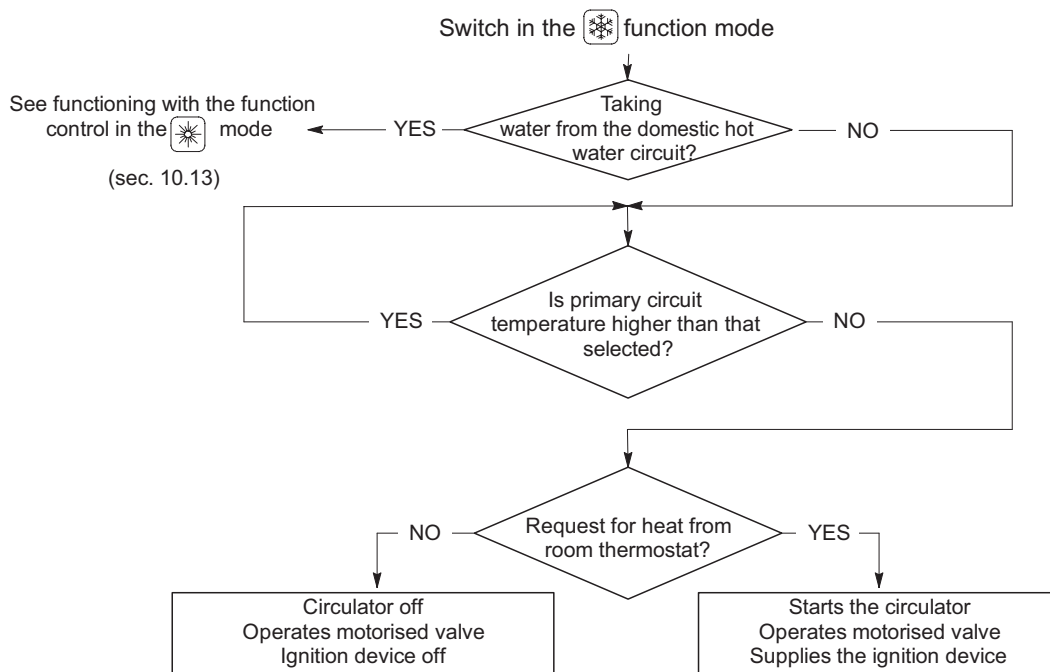 Switch in the function mode
Taking
water from the domestic hot
water circuit?
YES
NO
See functioning with the function
control in the mode
(sec. 10.13)
Is primary circuit
temperature higher than that
selected?
YES
NO
Request for heat from
room thermostat?
NO
YES
Circulator off
Operates motorised valve
Ignition device off
Starts the circulator
Operates motorised valve
Supplies the ignition device